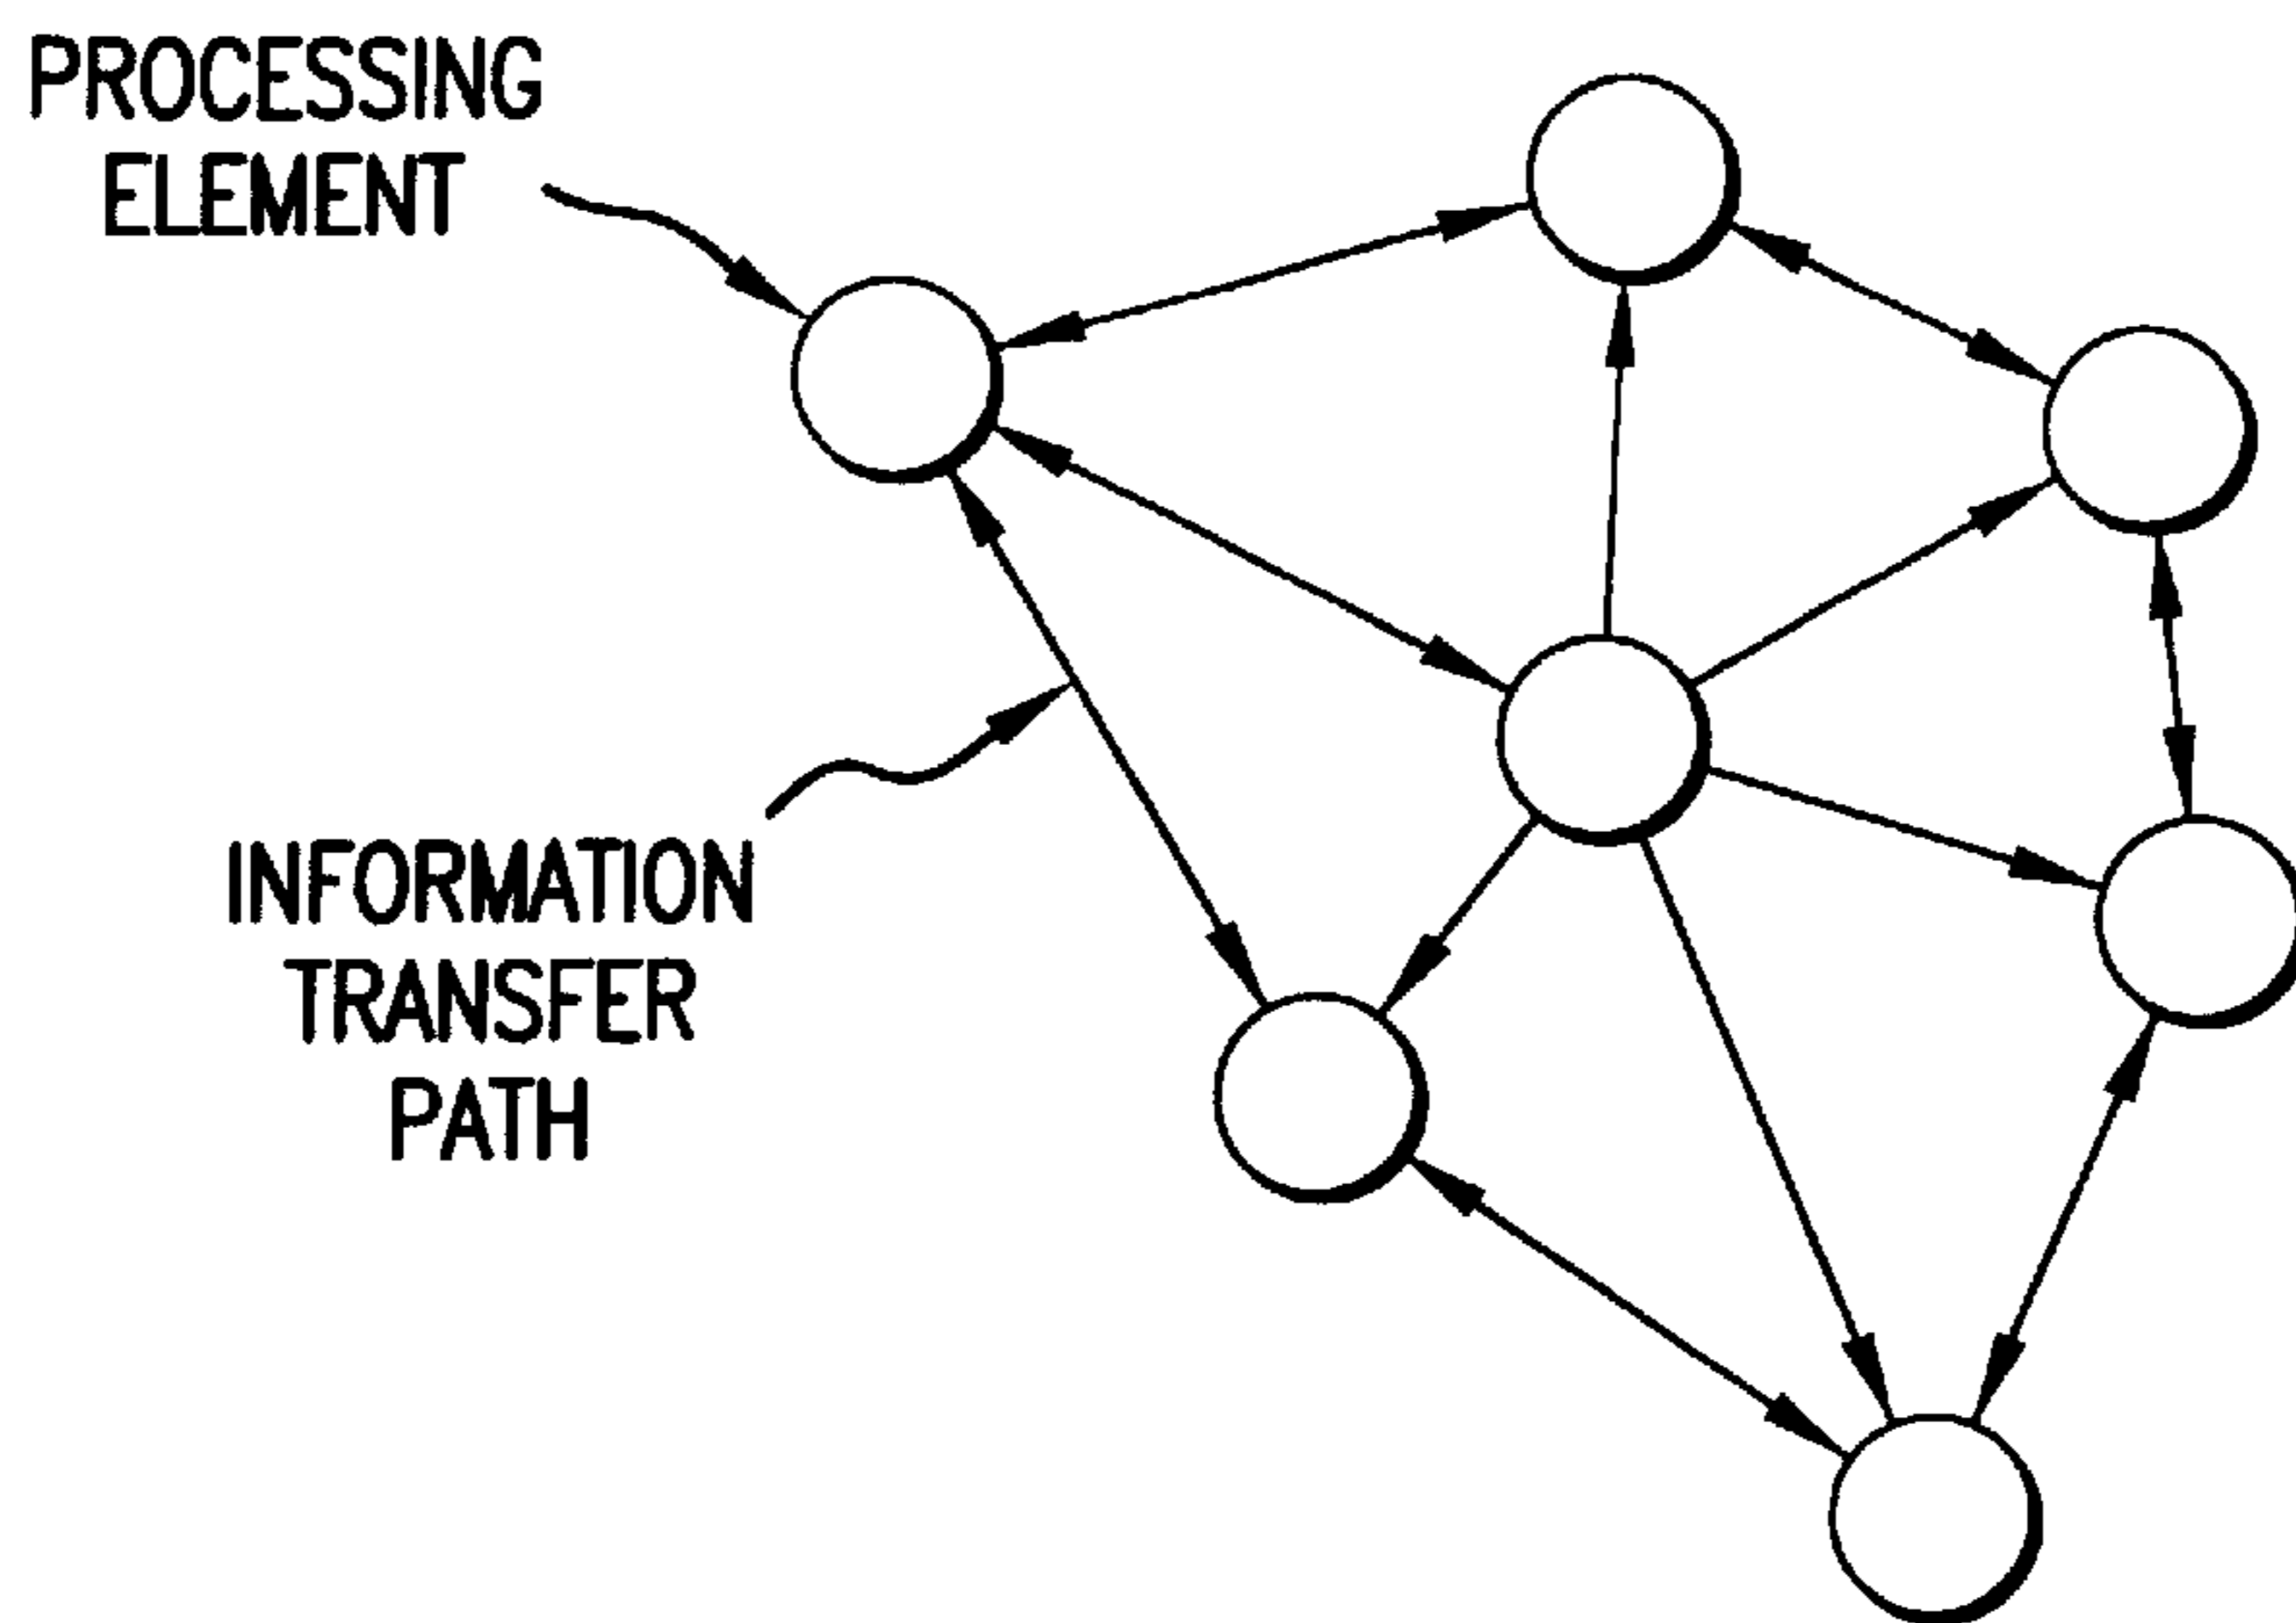 PROCESSING
ELEMENT
INFORMATION
TRANSFER
PATH